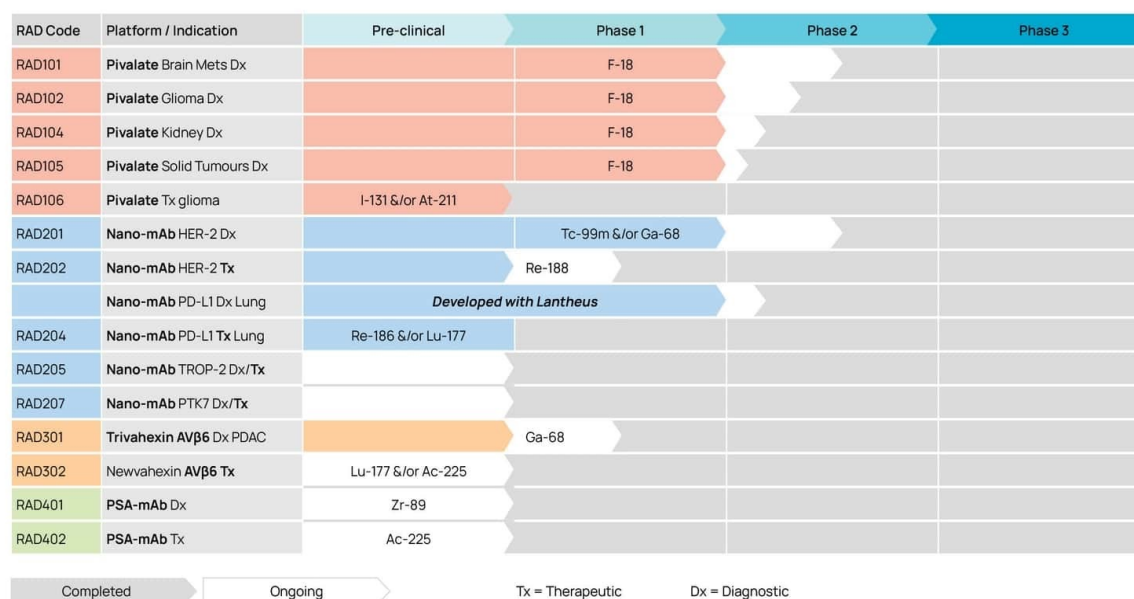 RAD Code Platform / Indication Pre-clinical Phase 1 Phase 2 Phase 3
RAD101 Pivalate Brain Mets Dx F-18
RAD102 Pivalate Glioma Dx F-18
RAD104 Pivalate Kidney Dx F-18
RAD105 Pivalate Solid Tumours Dx F-18
RAD106 Pivalate Tx glioma I-131 &/or At-211
RAD201 Nano-mAb HER-2 Dx Tc-99m &/or Ga-68
RAD202 Nano-mAb HER-2 Tx Re-188
Nano-mAb PD-L1 Dx Lung Developed with Lantheus
RAD204 Nano-mAb PD-L1 Tx Lung Re-186 &/or Lu-177
RAD205 Nano-mAb TROP-2 Dx/Tx
RAD207 Nano-mAb PTK7 Dx/Tx
RAD301 Trivahexin AVβ6 Dx PDAC Ga-68
RAD302 Newvahexin AVβ6 Tx Lu-177 &/or Ac-225
RAD401 PSA-mAb Dx Zr-89
RAD402 PSA-mAb Tx Ac-225
Completed Ongoing Tx = Therapeutic Dx = Diagnostic